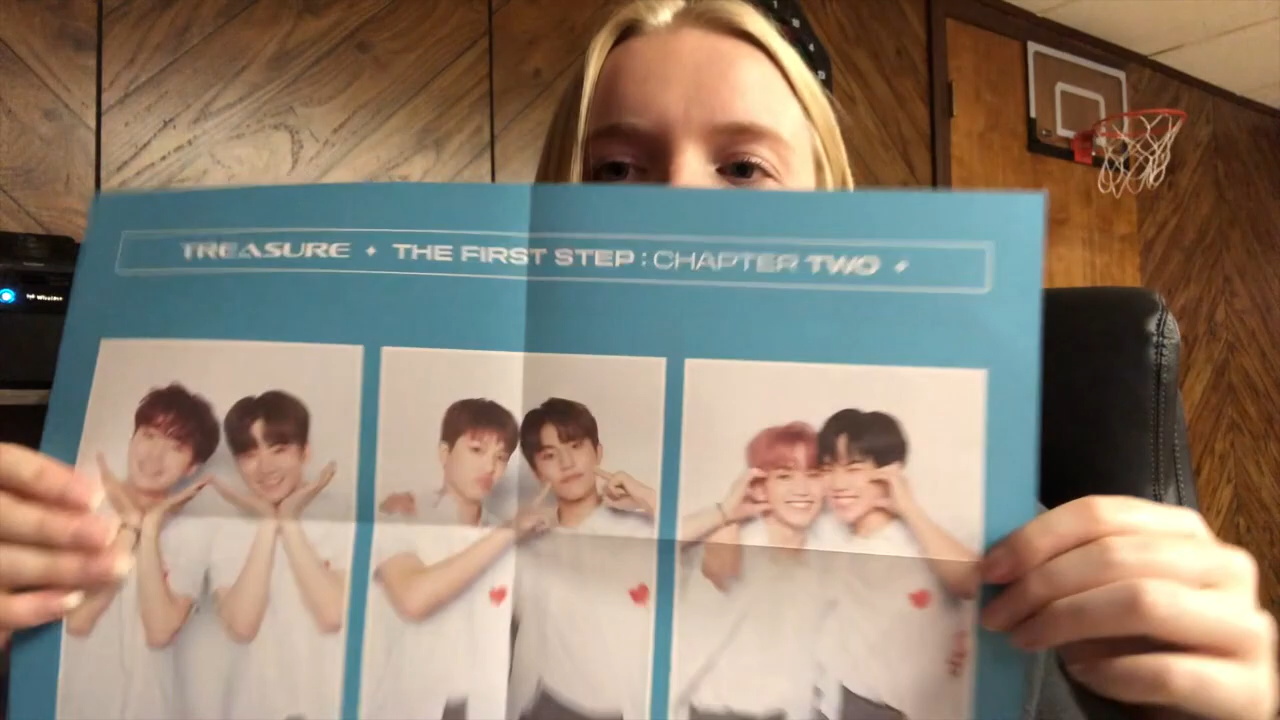 TREASURE ✦ THE FIRST STEP : CHAPTER TWO ✦